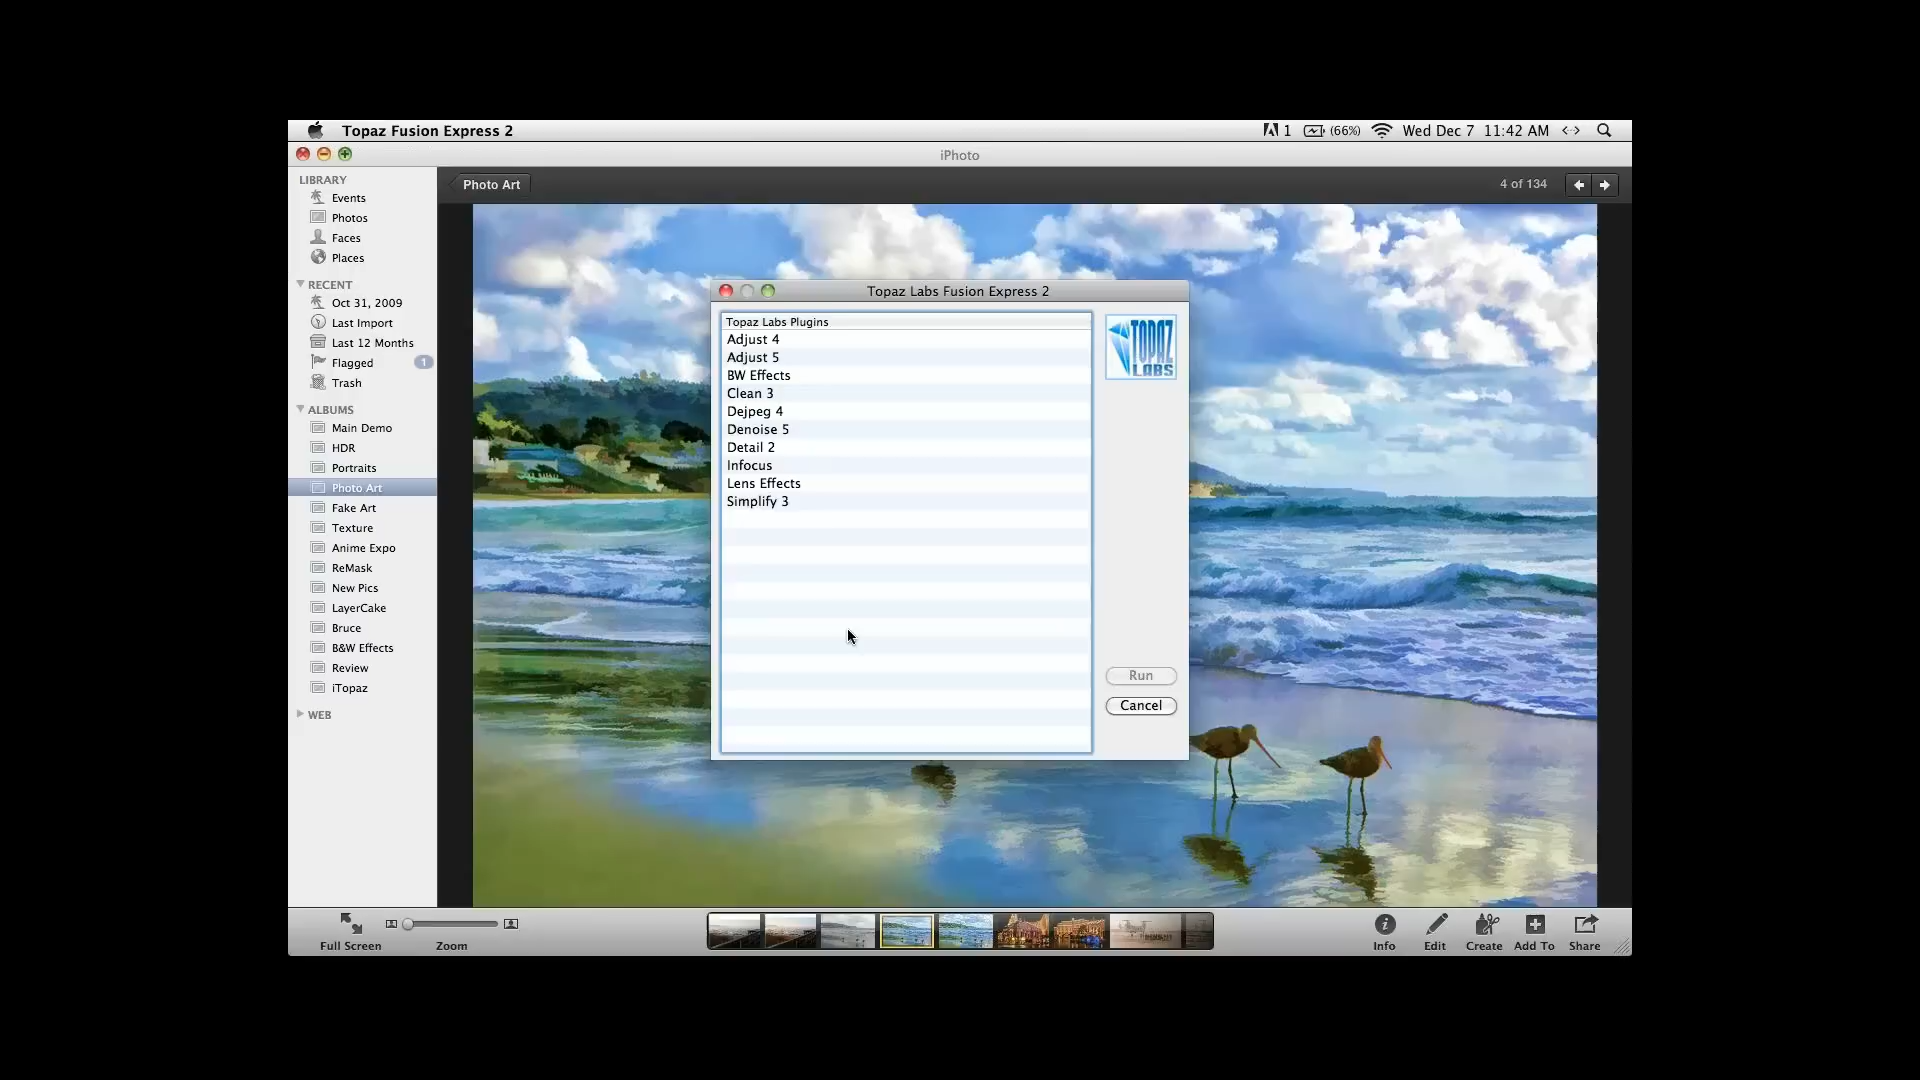 Topaz Fusion Express 2
1 (66%) Wed Dec 7 11:42 AM
iPhoto
LIBRARY
Events
Photos
Faces
Places
RECENT
Oct 31, 2009
Last Import
Last 12 Months
Flagged 1
Trash
ALBUMS
Main Demo
HDR
Portraits
Photo Art
Fake Art
Texture
Anime Expo
ReMask
New Pics
LayerCake
Bruce
B&W Effects
Review
iTopaz
WEB
Photo Art
4 of 134
Topaz Labs Fusion Express 2
Topaz Labs Plugins
Adjust 4
Adjust 5
BW Effects
Clean 3
Dejpeg 4
Denoise 5
Detail 2
Infocus
Lens Effects
Simplify 3
TOPAZ
LABS
Run
Cancel
Full Screen
Zoom
Info
Edit
Create
Add To
Share